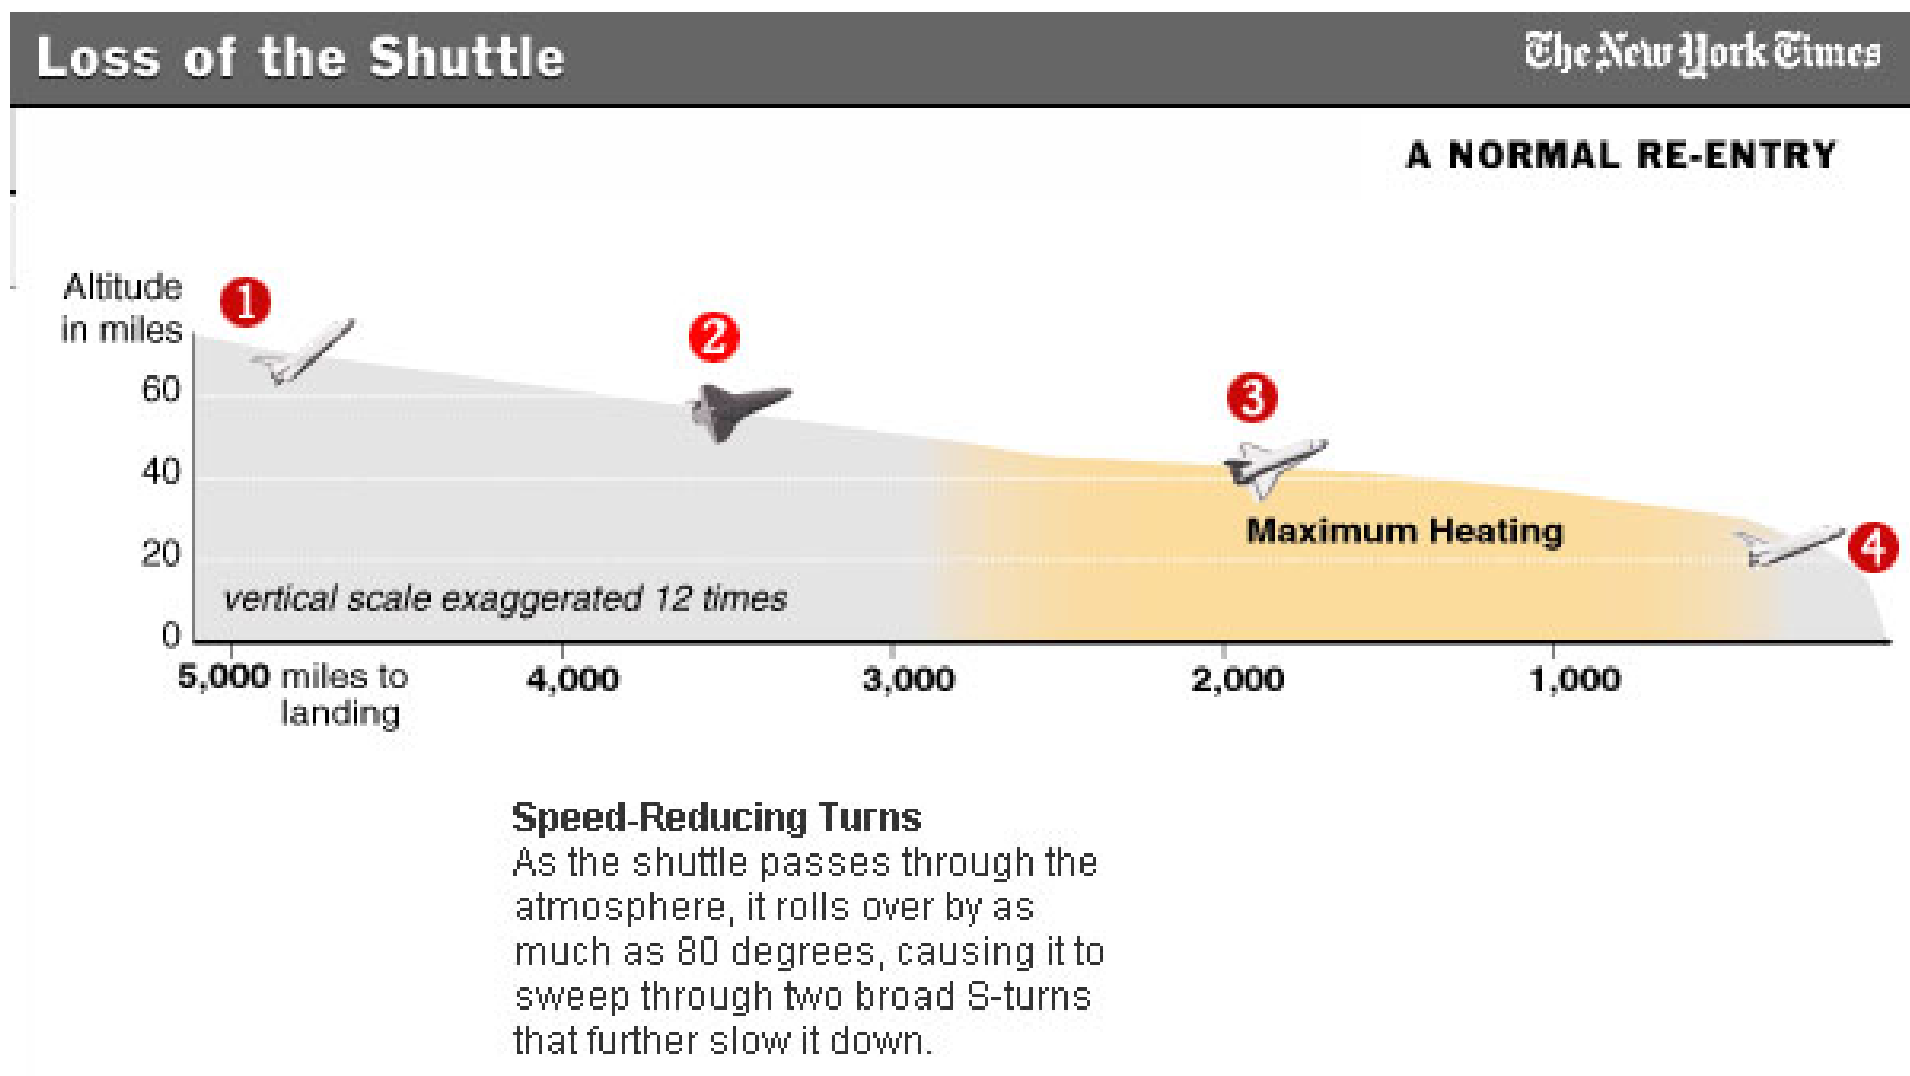 Loss of the Shuttle
The New York Times
A NORMAL RE-ENTRY
Altitude
in miles
1
2
3
4
60
40
20
0
Maximum Heating
vertical scale exaggerated 12 times
5,000 miles to
landing
4,000
3,000
2,000
1,000
Speed-Reducing Turns
As the shuttle passes through the
atmosphere, it rolls over by as
much as 80 degrees, causing it to
sweep through two broad S-turns
that further slow it down.